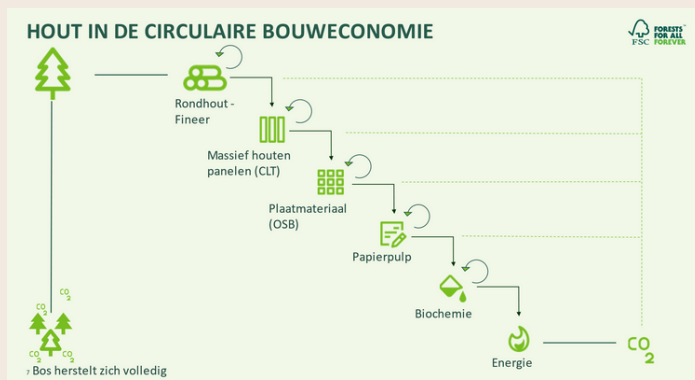 HOUT IN DE CIRCULAIRE BOUWECONOMIE
FSC
FORESTS
FOR ALL
FOREVER
Rondhout -
Fineer
Massief houten
panelen (CLT)
Plaatmateriaal
(OSB)
Papierpulp
Biochemie
Energie
CO2
CO2
CO2
CO2
CO2
7 Bos herstelt zich volledig